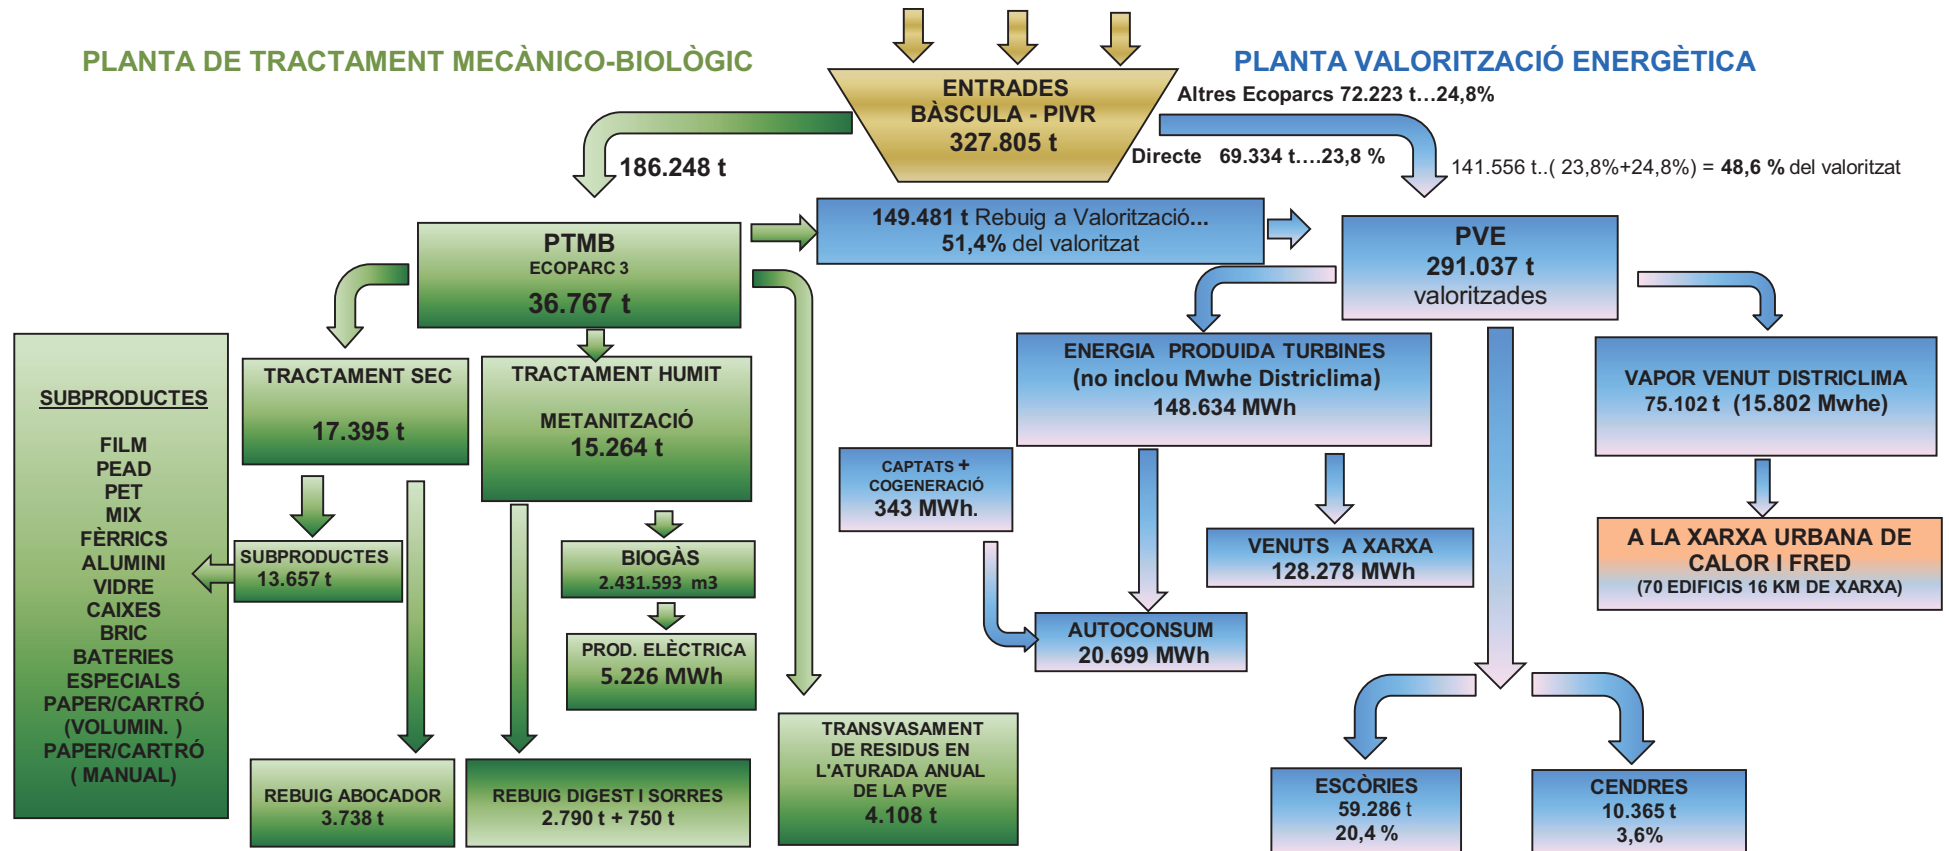 PLANTA DE TRACTAMENT MECÀNICO-BIOLÒGIC
PLANTA VALORITZACIÓ ENERGÈTICA
ENTRADES
BÀSCULA - PIVR
327.805 t
Altres Ecoparcs 72.223 t…24,8%
Directe 69.334 t….23,8 %
141.556 t..( 23,8%+24,8%) = 48,6 % del valoritzat
186.248 t
149.481 t Rebuig a Valorització...
51,4% del valoritzat
PTMB
ECOPARC 3
36.767 t
PVE
291.037 t
valoritzades
SUBPRODUCTES
FILM
PEAD
PET
MIX
FÈRRICS
ALUMINI
VIDRE
CAIXES
BRIC
BATERIES
ESPECIALS
PAPER/CARTRÓ
(VOLUMIN. )
PAPER/CARTRÓ
( MANUAL)
TRACTAMENT SEC
17.395 t
TRACTAMENT HUMIT
METANITZACIÓ
15.264 t
SUBPRODUCTES
13.657 t
BIOGÀS
2.431.593 m3
PROD. ELÈCTRICA
5.226 MWh
REBUIG ABOCADOR
3.738 t
REBUIG DIGEST I SORRES
2.790 t + 750 t
TRANSVASAMENT
DE RESIDUS EN
L'ATURADA ANUAL
DE LA PVE
4.108 t
ENERGIA PRODUIDA TURBINES
(no inclou Mwhe Districlima)
148.634 MWh
CAPTATS +
COGENERACIÓ
343 MWh.
VENUTS A XARXA
128.278 MWh
AUTOCONSUM
20.699 MWh
VAPOR VENUT DISTRICLIMA
75.102 t (15.802 Mwhe)
A LA XARXA URBANA DE
CALOR I FRED
(70 EDIFICIS 16 KM DE XARXA)
ESCÒRIES
59.286 t
20,4 %
CENDRES
10.365 t
3,6%